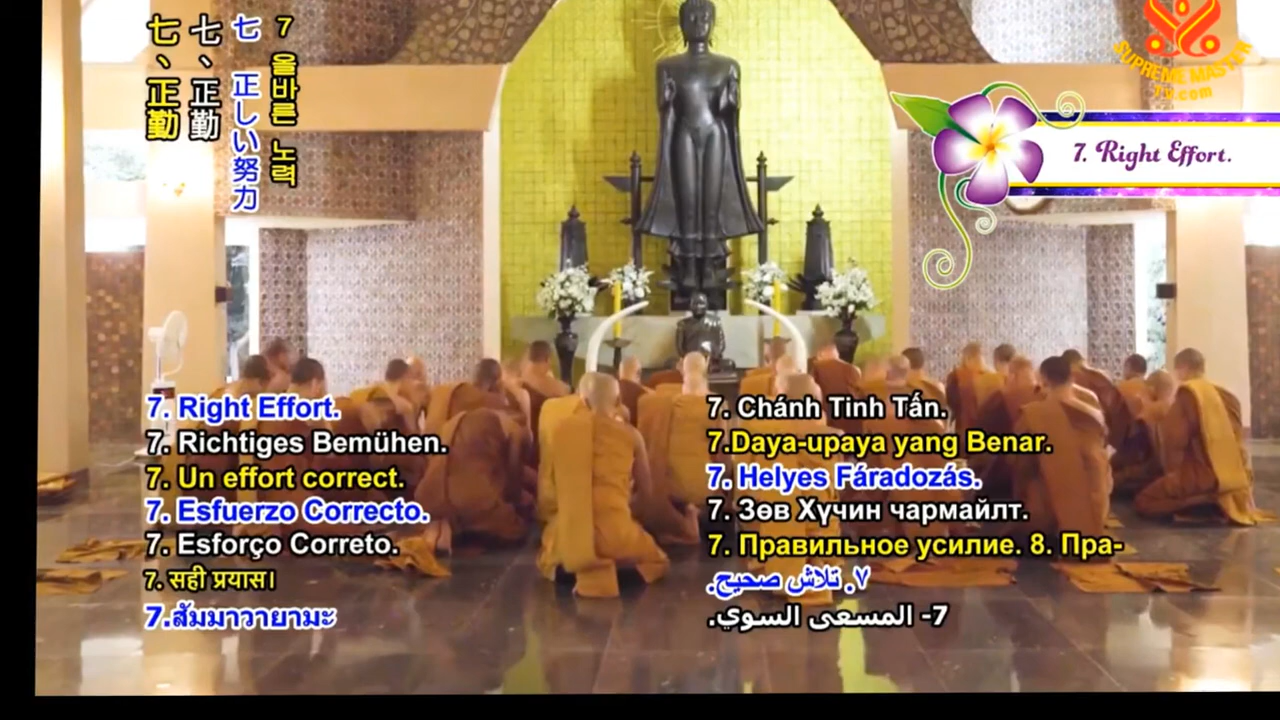 七、正勤
七、正勤
七 正しい努力
7 올바른 노력
SUPREME MASTER
TV.com
7. Right Effort.
7. Right Effort.
7. Richtiges Bemühen.
7. Un effort correct.
7. Esfuerzo Correcto.
7. Esforço Correto.
7. सही प्रयास।
7.สัมมาวายามะ
7. Chánh Tinh Tấn.
7.Daya-upaya yang Benar.
7. Helyes Fáradozás.
7. Зөв Хүчин чармайлт.
7. Правильное усилие. 8. Пра-
۷. تلاش صحیح.
7- المسعى السوي.